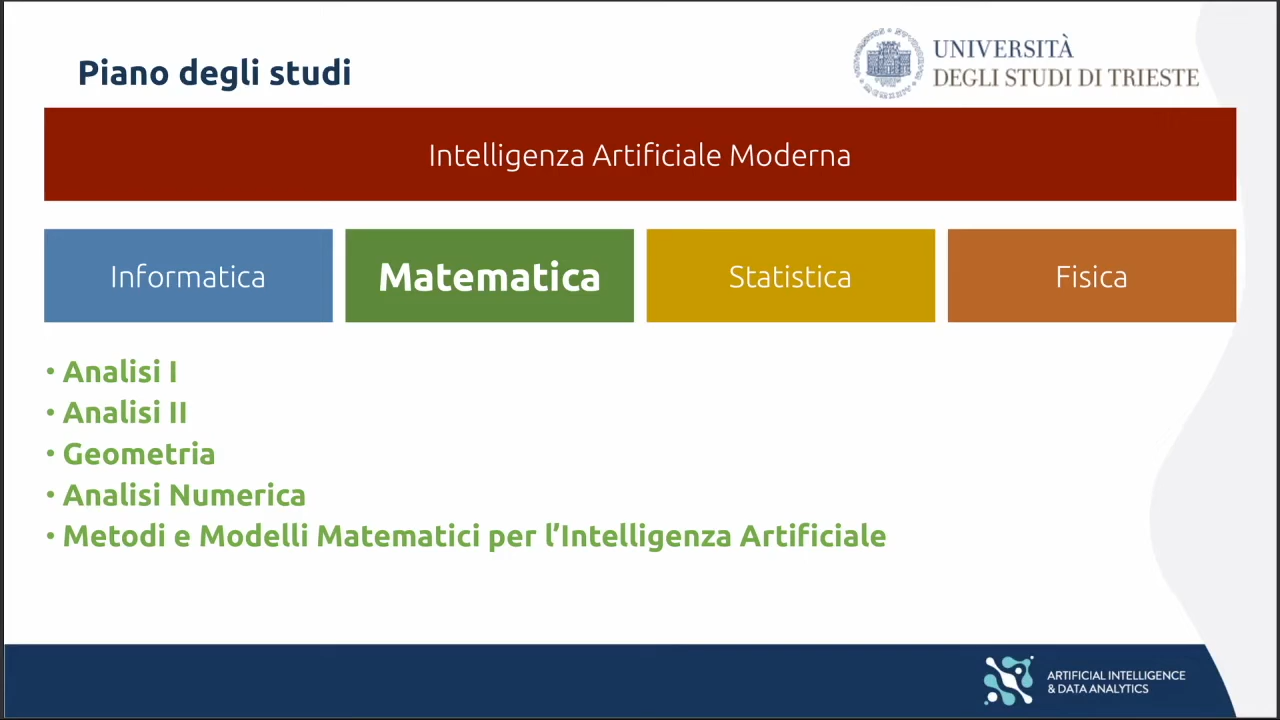 Piano degli studi
UNIVERSITÀ
DEGLI STUDI DI TRIESTE
Intelligenza Artificiale Moderna
Informatica
Matematica
Statistica
Fisica
• Analisi I
• Analisi II
• Geometria
• Analisi Numerica
• Metodi e Modelli Matematici per l’Intelligenza Artificiale
ARTIFICIAL INTELLIGENCE
& DATA ANALYTICS